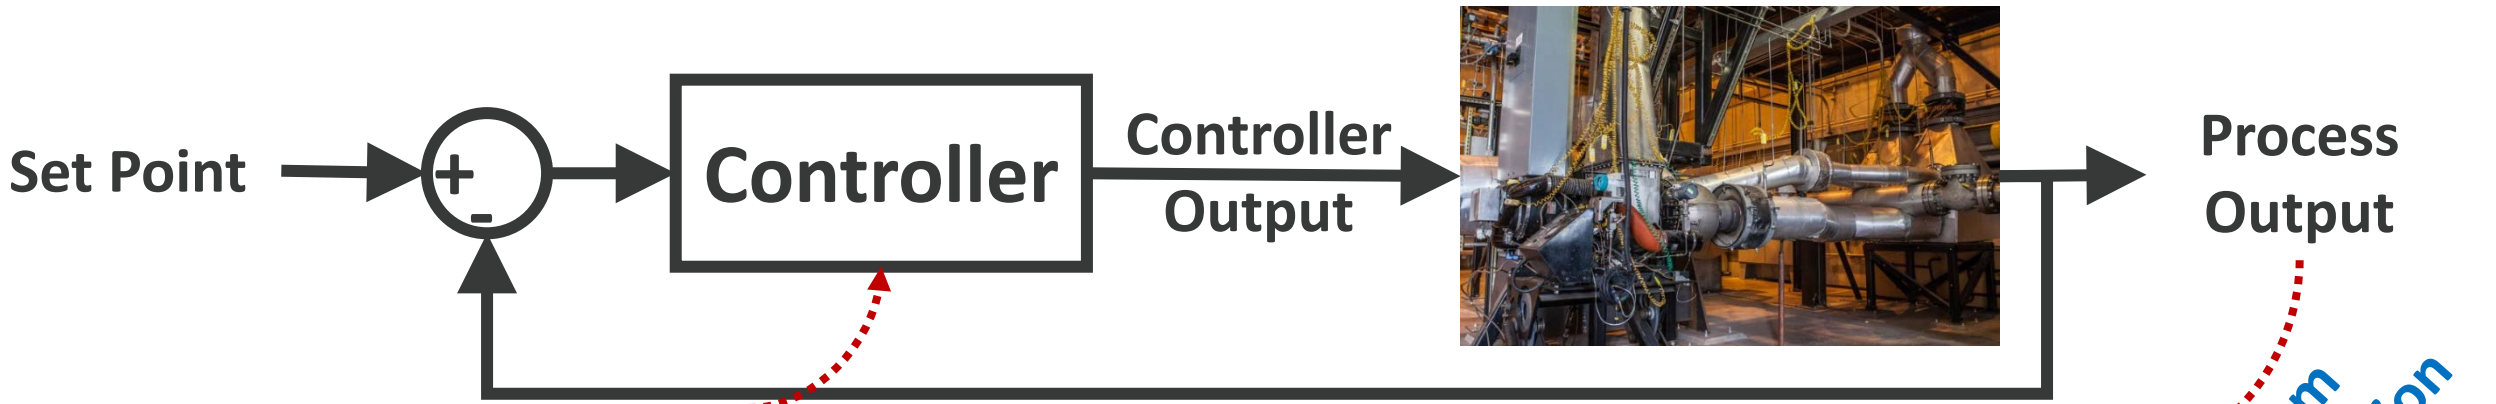 Set Point
+
-
Controller
Controller
Output
Process
Output